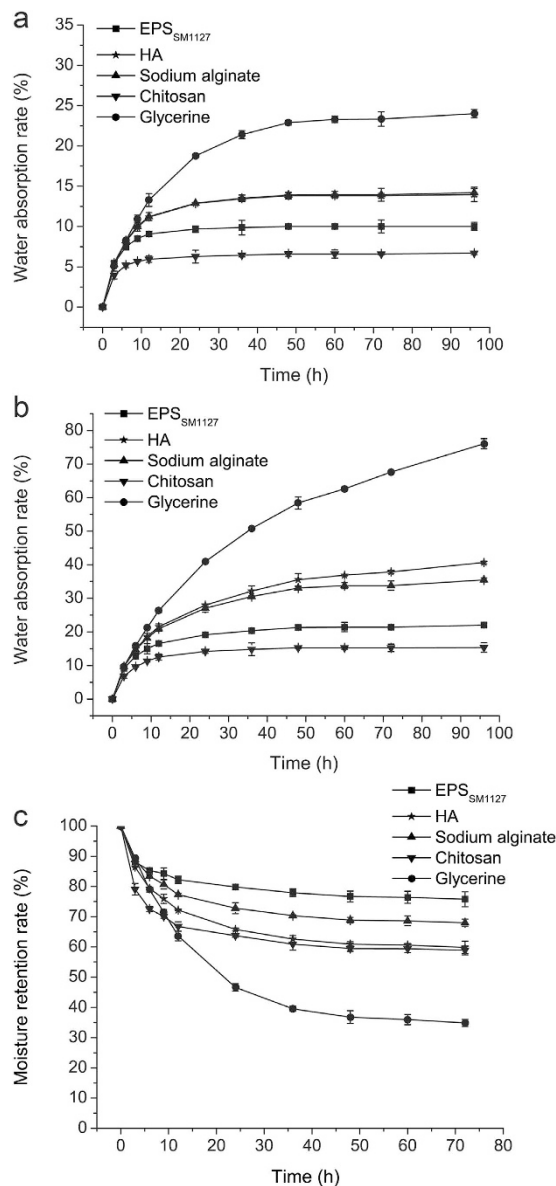 a
35
30
25
20
15
10
5
0
Water absorption rate (%)
EPSSM1127
HA
Sodium alginate
Chitosan
Glycerine
0 10 20 30 40 50 60 70 80 90 100
Time (h)
b
80
70
60
50
40
30
20
10
0
Water absorption rate (%)
EPSSM1127
HA
Sodium alginate
Chitosan
Glycerine
0 10 20 30 40 50 60 70 80 90 100
Time (h)
c
EPSSM1127
HA
Sodium alginate
Chitosan
Glycerine
100
90
80
70
60
50
40
30
20
10
0
Moisture retention rate (%)
0 10 20 30 40 50 60 70 80
Time (h)